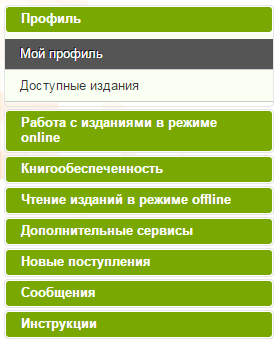 Профиль
Мой профиль
Доступные издания
Работа с изданиями в режиме
online
Книгообеспеченность
Чтение изданий в режиме offline
Дополнительные сервисы
Новые поступления
Сообщения
Инструкции